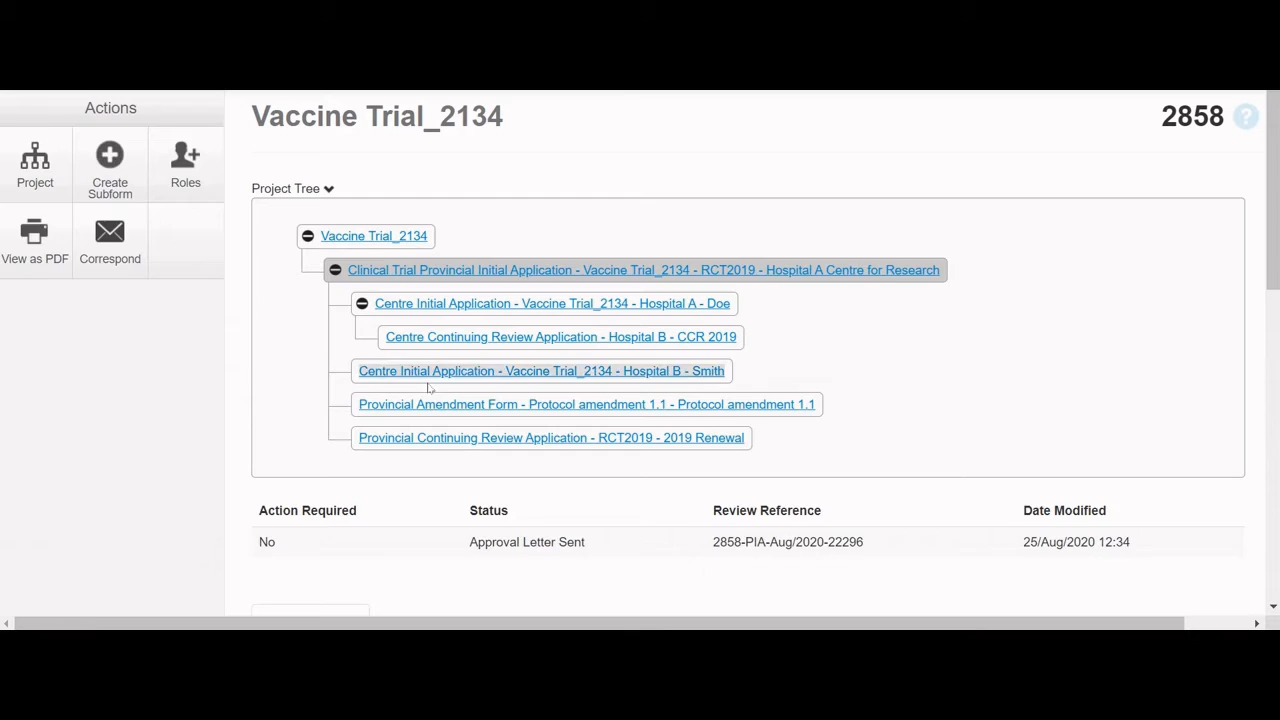 Actions
Project
Create
Subform
Roles
View as PDF
Correspond
Vaccine Trial_2134
2858 ?
Project Tree
Vaccine Trial_2134
Clinical Trial Provincial Initial Application - Vaccine Trial_2134 - RCT2019 - Hospital A Centre for Research
Centre Initial Application - Vaccine Trial_2134 - Hospital A - Doe
Centre Continuing Review Application - Hospital B - CCR 2019
Centre Initial Application - Vaccine Trial_2134 - Hospital B - Smith
Provincial Amendment Form - Protocol amendment 1.1 - Protocol amendment 1.1
Provincial Continuing Review Application - RCT2019 - 2019 Renewal
Action Required Status Review Reference Date Modified
No Approval Letter Sent 2858-PIA-Aug/2020-22296 25/Aug/2020 12:34